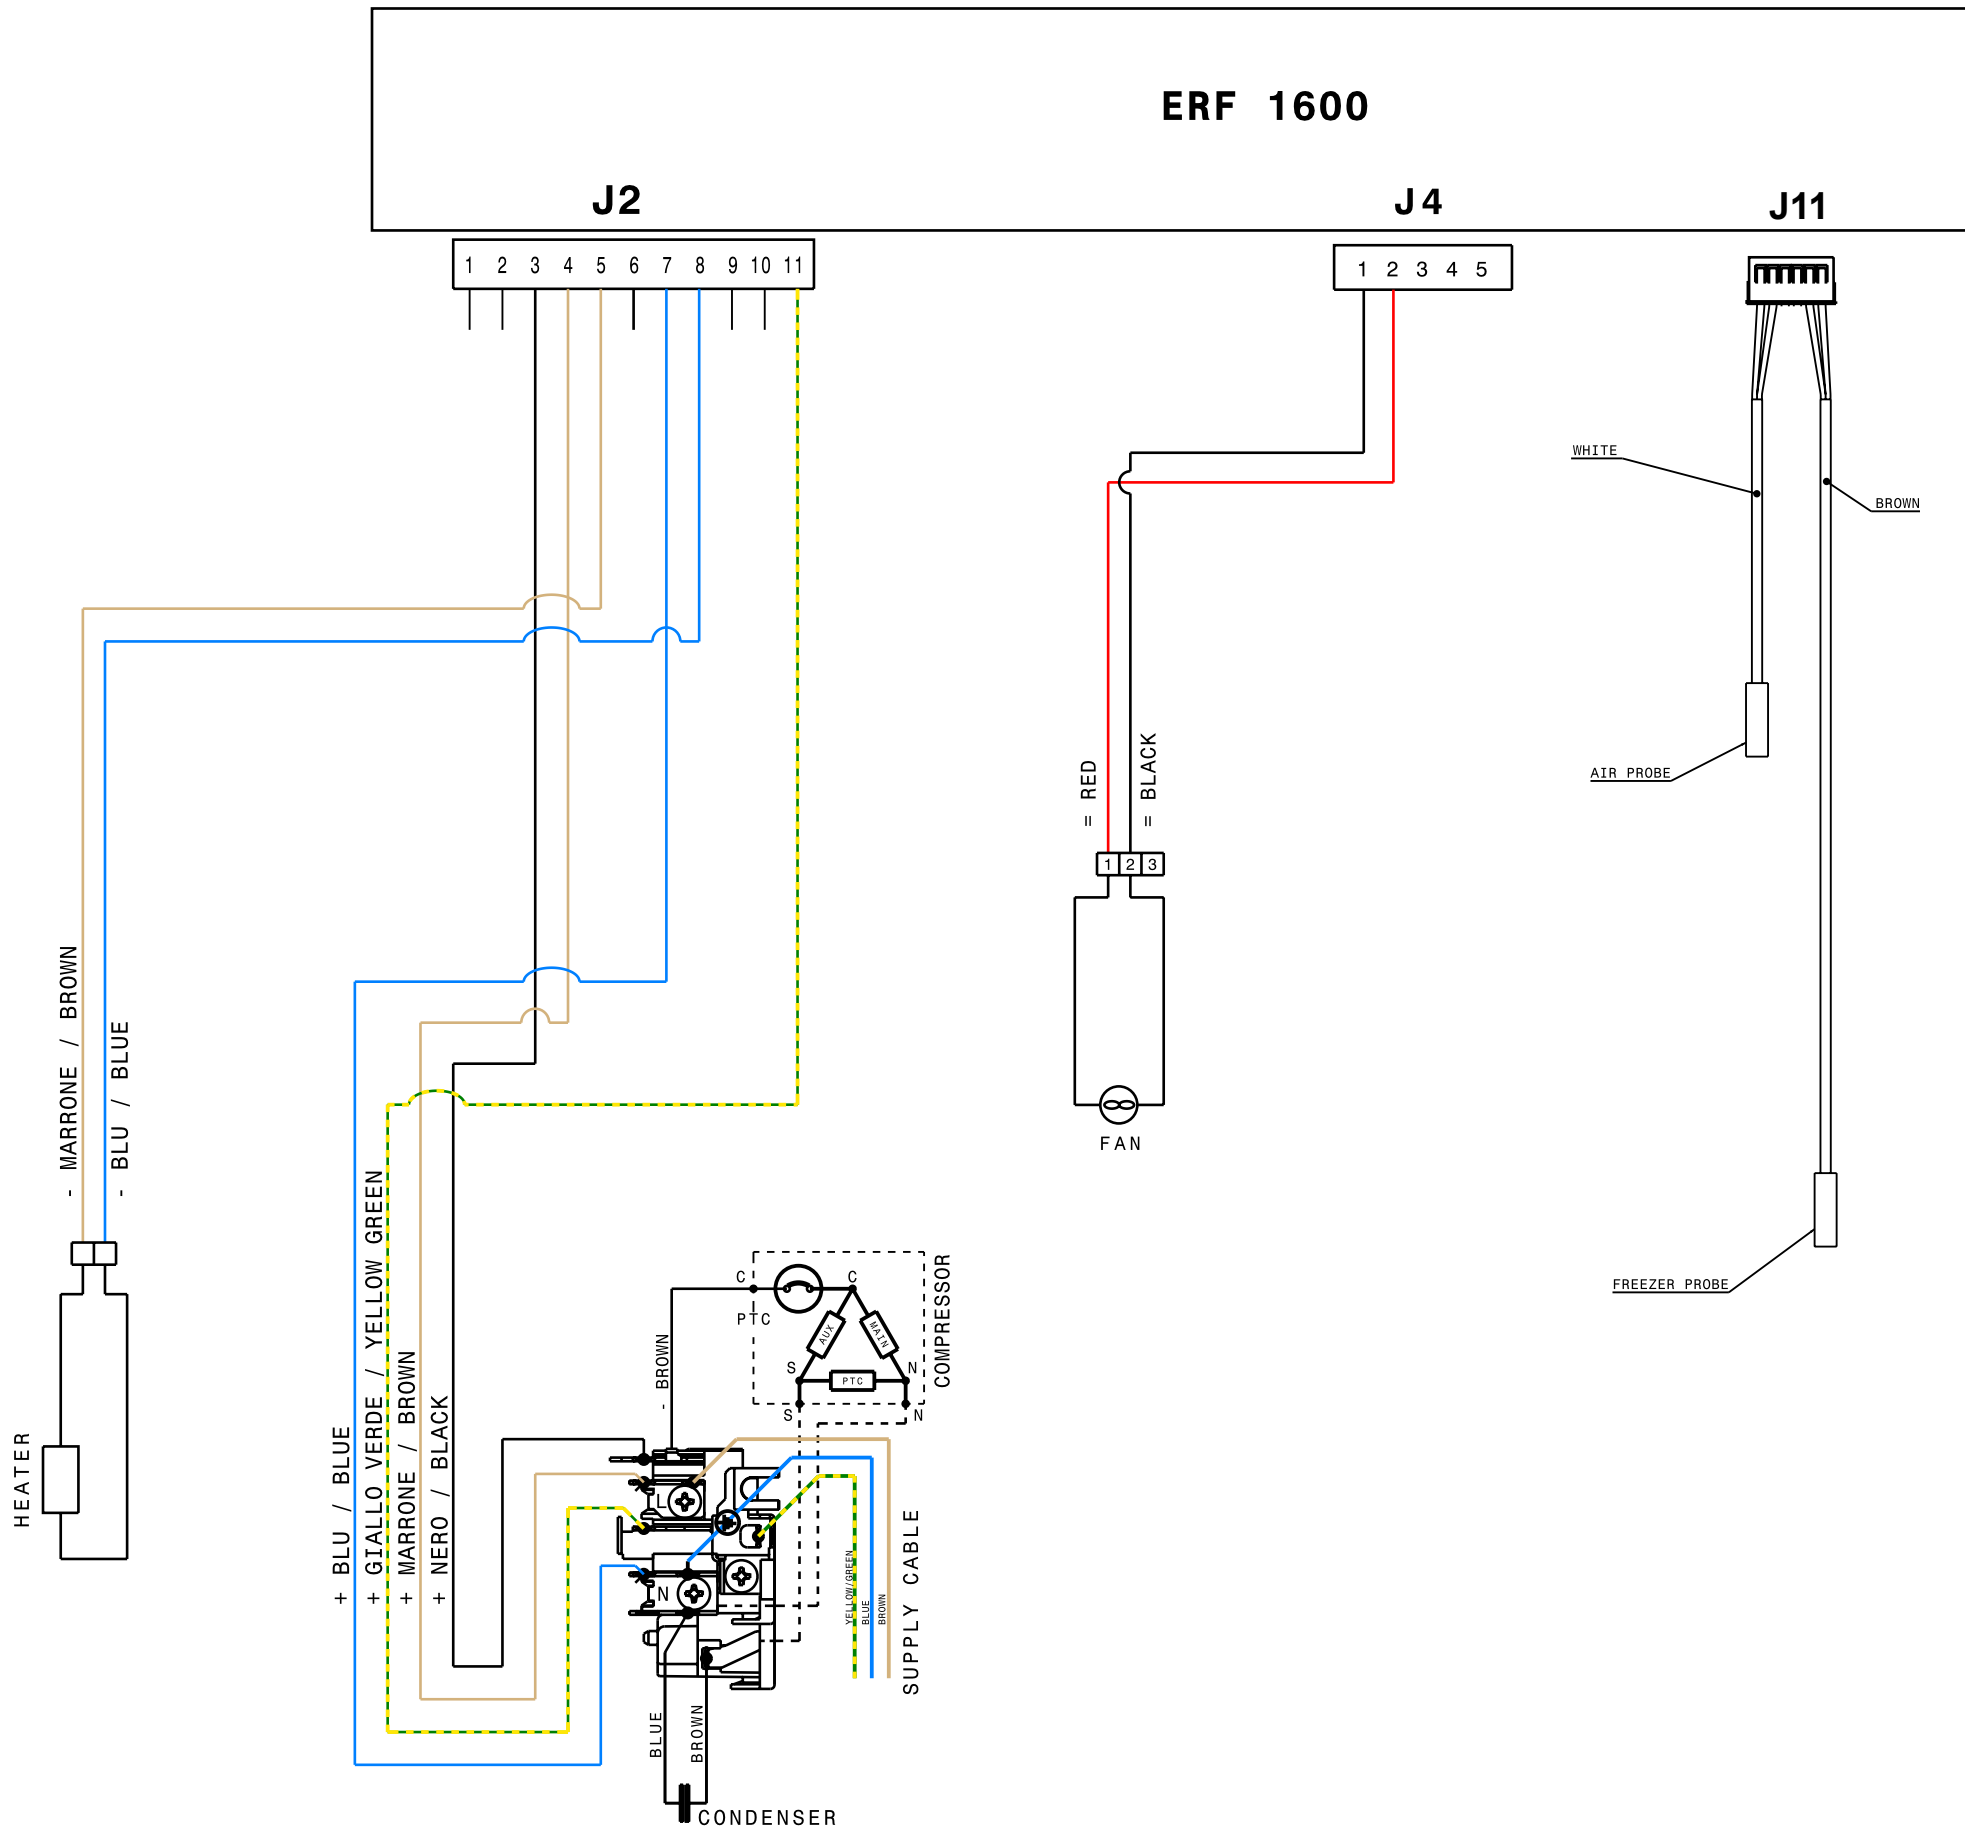 ERF 1600
J2
J4
J11
1 2 3 4 5 6 7 8 9 10 11
1 2 3 4 5
WHITE
BROWN
= RED
= BLACK
AIR PROBE
1 2 3
FAN
- MARRONE / BROWN
- BLU / BLUE
HEATER
+ BLU / BLUE
+ GIALLO VERDE / YELLOW GREEN
+ MARRONE / BROWN
+ NERO / BLACK
FREEZER PROBE
C
C
PTC
AUX
MAIN
S
N
PTC
S
N
COMPRESSOR
- BROWN
L
N
YELLOW/GREEN
BLUE
BROWN
SUPPLY CABLE
BLUE
BROWN
CONDENSER